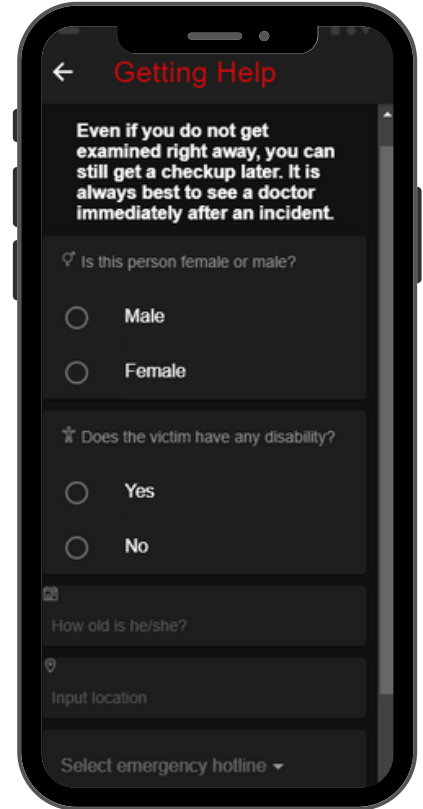 Getting Help
Even if you do not get
examined right away, you can
still get a checkup later. It is
always best to see a doctor
immediately after an incident.
Is this person female or male?
Male
Female
Does the victim have any disability?
Yes
No
How old is he/she?
Input location
Select emergency hotline